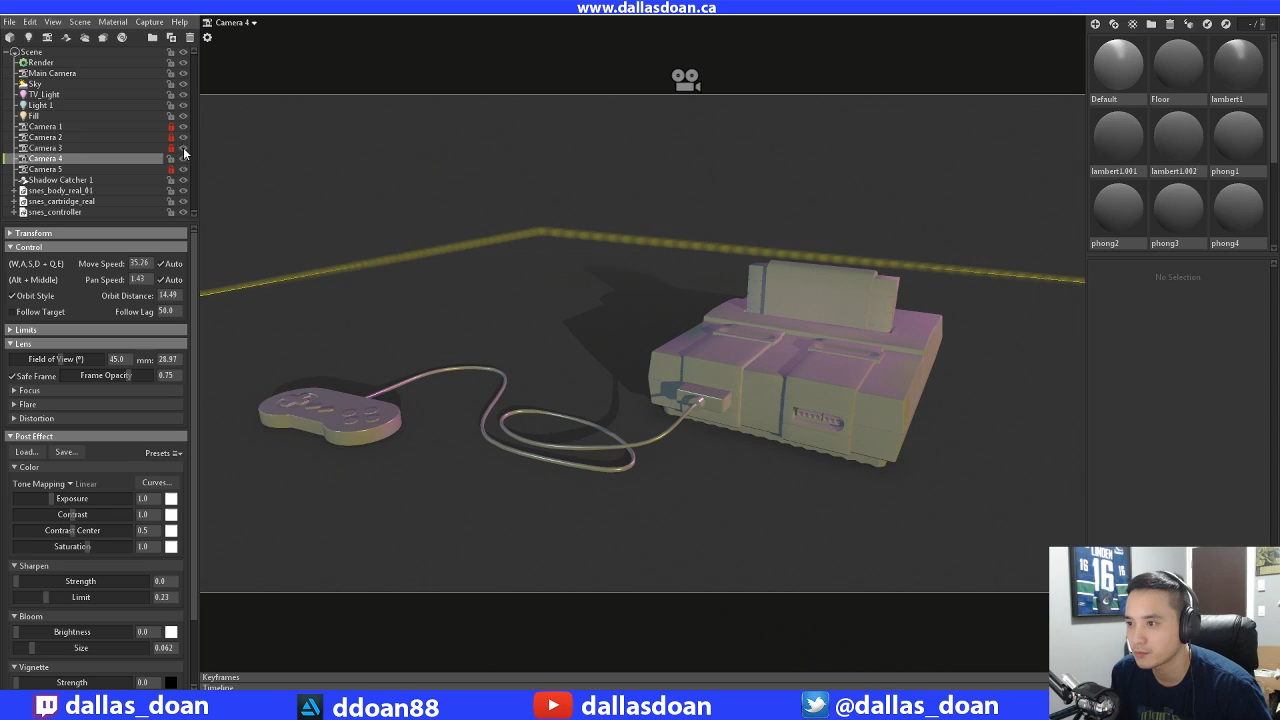 www.dallasdoan.ca
File Edit View Scene Material Capture Help
Camera 4
Scene
Render
Main Camera
Sky
TV_Light
Light 1
Fill
Camera 1
Camera 2
Camera 3
Camera 4
Camera 5
Shadow Catcher 1
snes_body_real_01
snes_cartridge_real
snes_controller
Transform
Control
(W,A,S,D + Q,E) Move Speed: 35.26 Auto
(Alt + Middle) Pan Speed: 1.43 Auto
Orbit Style Orbit Distance: 14.49
Follow Target Follow Lag 50.0
Limits
Lens
Field of View (°) 45.0 mm: 28.97
Safe Frame Frame Opacity 0.75
Focus
Flare
Distortion
Post Effect
Load... Save... Presets
Color
Tone Mapping Linear Curves...
Exposure 1.0
Contrast 1.0
Contrast Center 0.5
Saturation 1.0
Sharpen
Strength 0.0
Limit 0.23
Bloom
Brightness 0.0
Size 0.062
Vignette
Strength 0.0
Keyframes
Timeline
Default Floor lambert1
lambert1.001 lambert1.002 phong1
phong2 phong3 phong4
No Selection
LINDEN
16 16
dallas_doan ddoan88 dallasdoan @dallas_doan